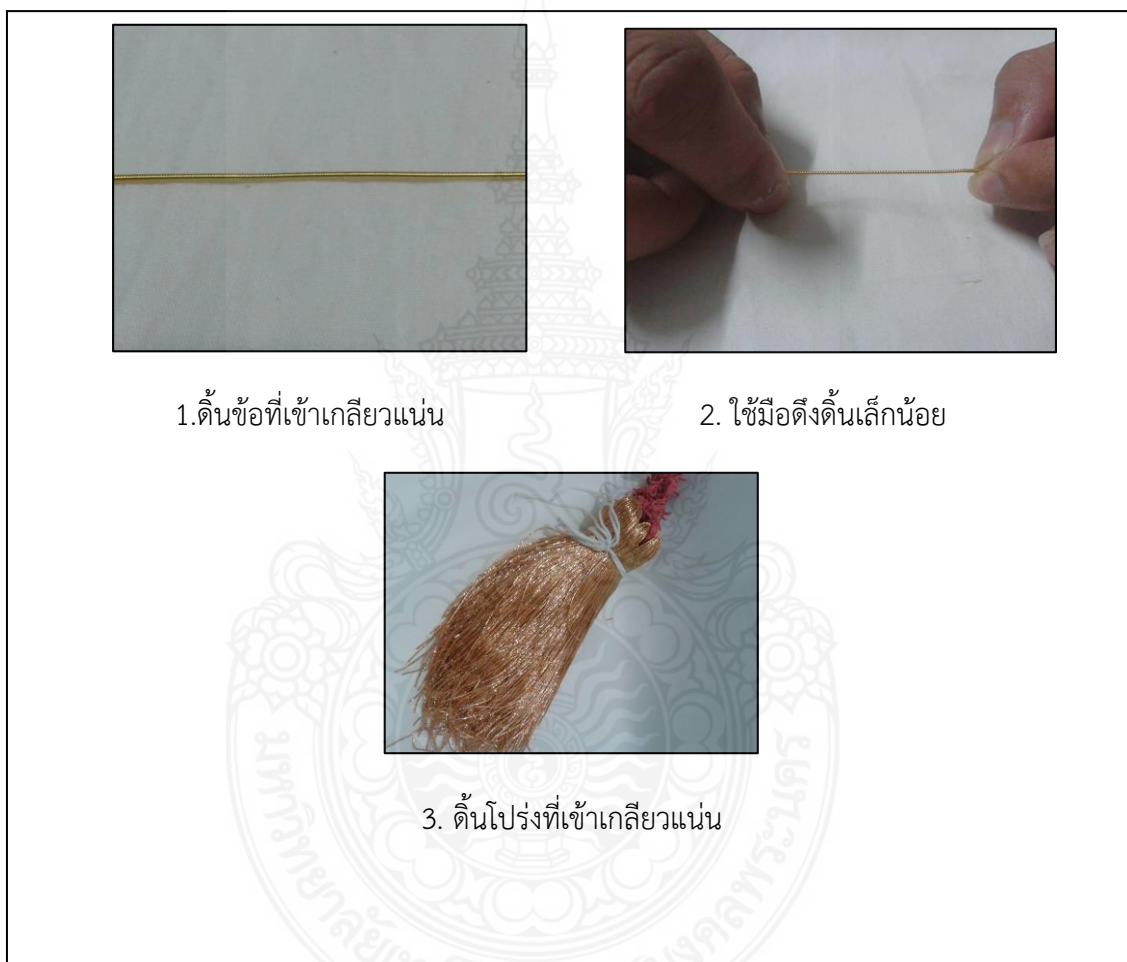 1.ดิ้นข้อที่เข้าเกลียวแน่น
2. ใช้มือดึงดิ้นเล็กน้อย
3. ดิ้นโปร่งที่เข้าเกลียวแน่น